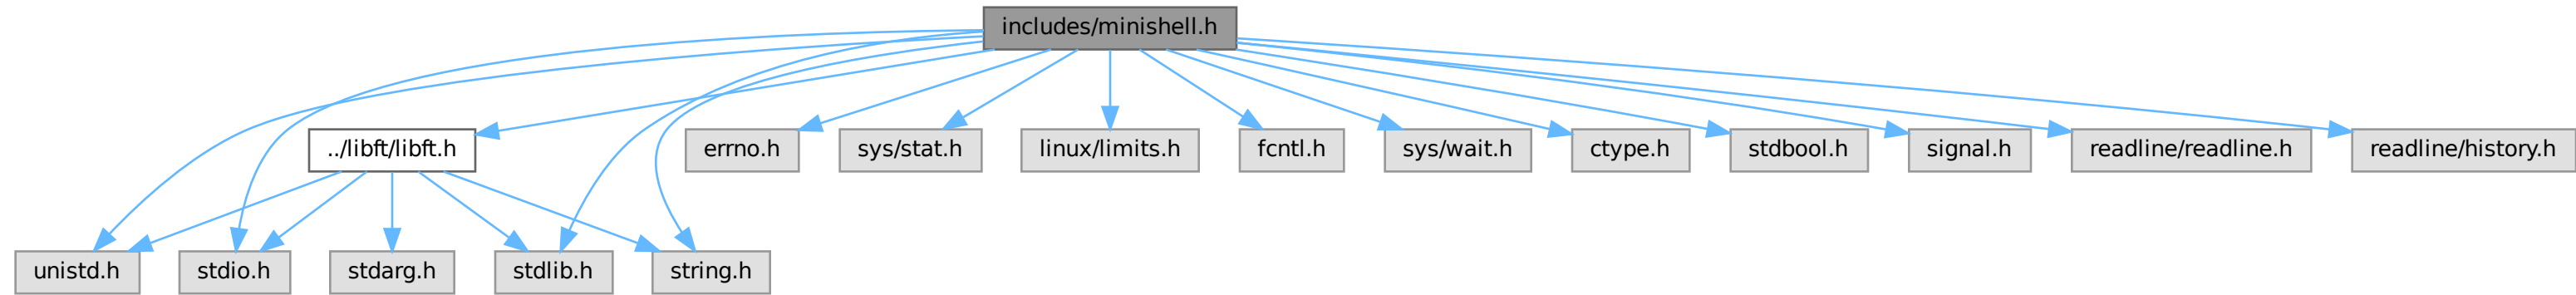 includes/minishell.h
../libft/libft.h
errno.h
sys/stat.h
linux/limits.h
fcntl.h
sys/wait.h
ctype.h
stdbool.h
signal.h
readline/readline.h
readline/history.h
unistd.h
stdio.h
stdarg.h
stdlib.h
string.h